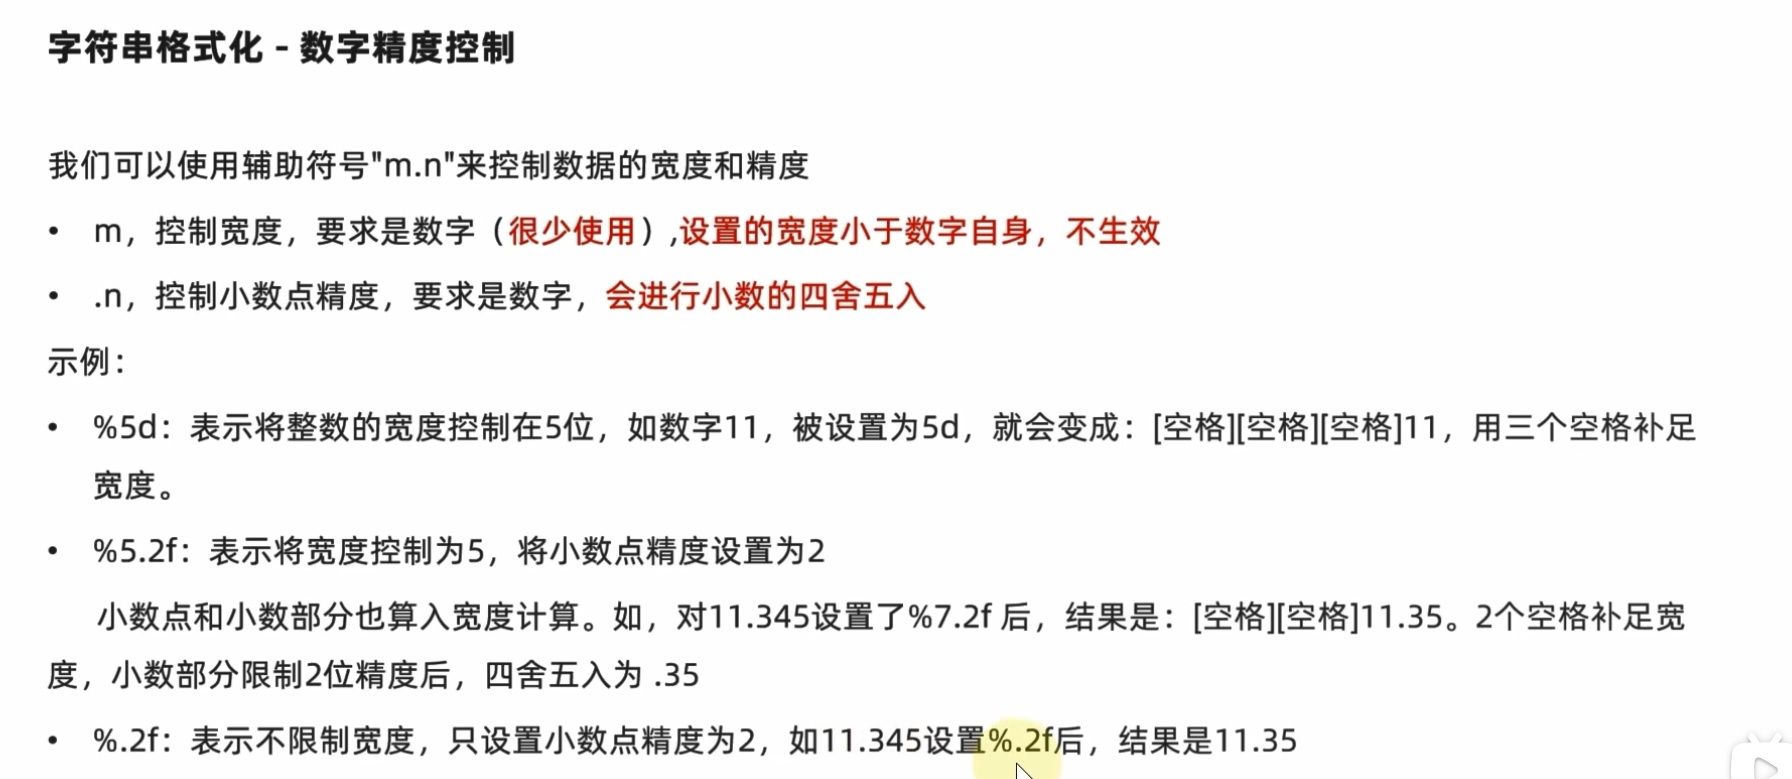 字符串格式化 - 数字精度控制
我们可以使用辅助符号"m.n"来控制数据的宽度和精度
• m，控制宽度，要求是数字（很少使用）,设置的宽度小于数字自身，不生效
• .n，控制小数点精度，要求是数字，会进行小数的四舍五入
示例：
• %5d：表示将整数的宽度控制在5位，如数字11，被设置为5d，就会变成：[空格][空格][空格]11，用三个空格补足
宽度。
• %5.2f：表示将宽度控制为5，将小数点精度设置为2
小数点和小数部分也算入宽度计算。如，对11.345设置了%7.2f 后，结果是：[空格][空格]11.35。2个空格补足宽
度，小数部分限制2位精度后，四舍五入为 .35
• %.2f：表示不限制宽度，只设置小数点精度为2，如11.345设置%.2f后，结果是11.35